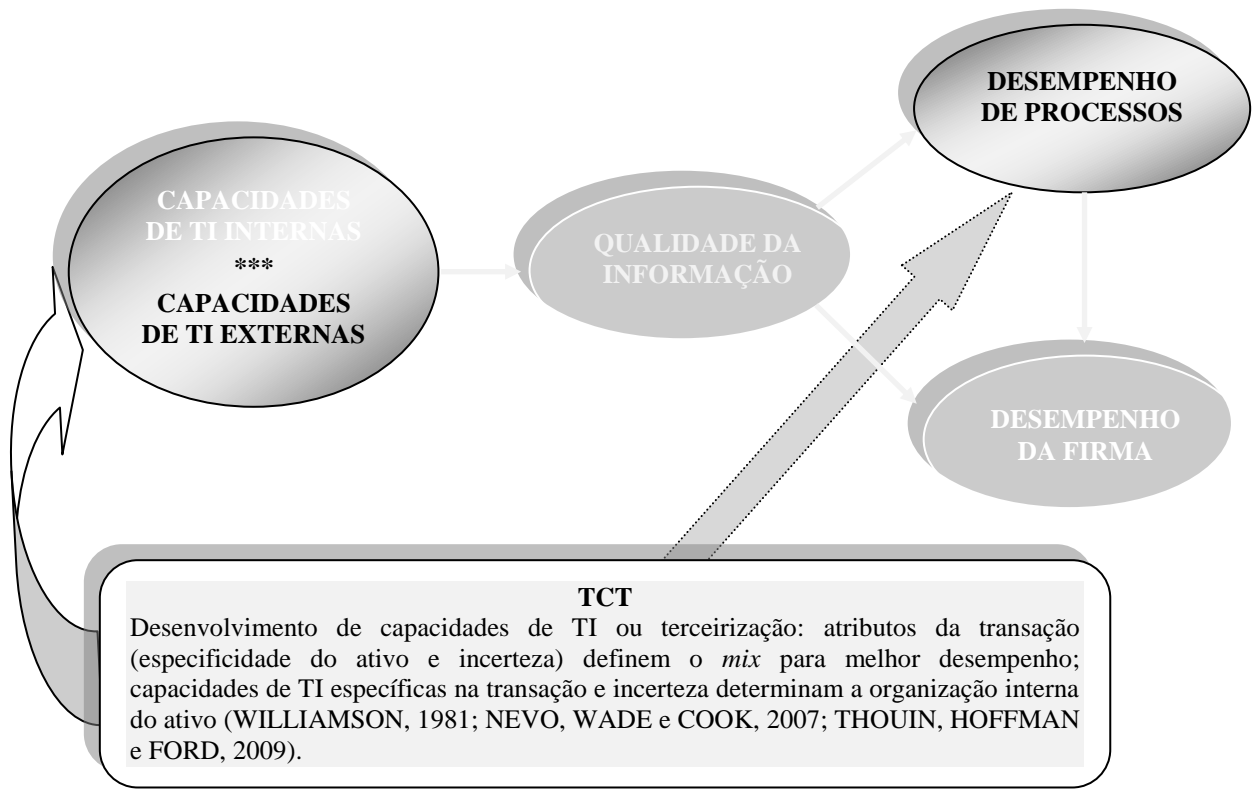 DESEMPENHO
DE PROCESSOS
CAPACIDADES
DE TI INTERNAS
***
CAPACIDADES
DE TI EXTERNAS
QUALIDADE DA
INFORMAÇÃO
DESEMPENHO
DA FIRMA
TCT
Desenvolvimento de capacidades de TI ou terceirização: atributos da transação
(especificidade do ativo e incerteza) definem o mix para melhor desempenho;
capacidades de TI específicas na transação e incerteza determinam a organização interna
do ativo (WILLIAMSON, 1981; NEVO, WADE e COOK, 2007; THOUIN, HOFFMAN
e FORD, 2009).